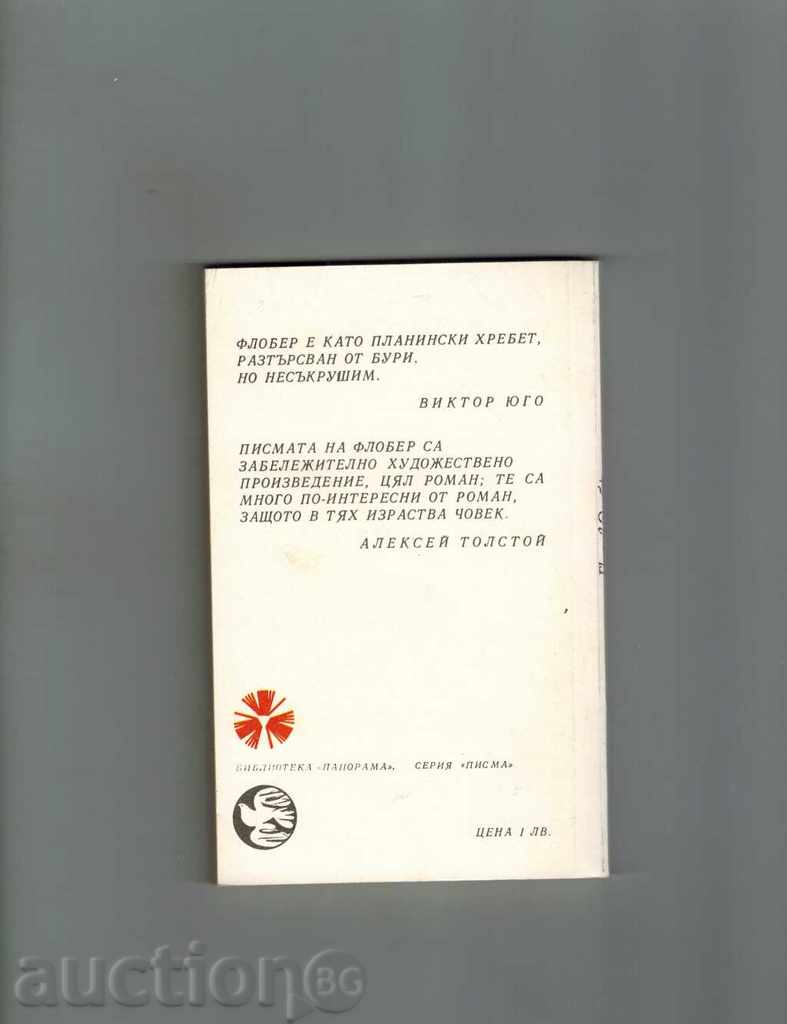 ФЛОБЕР Е КАТО ПЛАНИНСКИ ХРЕБЕТ,
РАЗТЪРСВАН ОТ БУРИ,
НО НЕСЪКРУШИМ.
ВИКТОР ЮГО
ПИСМАТА НА ФЛОБЕР СА
ЗАБЕЛЕЖИТЕЛНО ХУДОЖЕСТВЕНО
ПРОИЗВЕДЕНИЕ, ЦЯЛ РОМАН; ТЕ СА
МНОГО ПО-ИНТЕРЕСНИ ОТ РОМАН,
ЗАЩОТО В ТЯХ ИЗРАСТВА ЧОВЕК.
АЛЕКСЕЙ ТОЛСТОЙ
БИБЛИОТЕКА «ПАНОРАМА», СЕРИЯ «ПИСМА»
ЦЕНА 1 ЛВ.
auctionBG